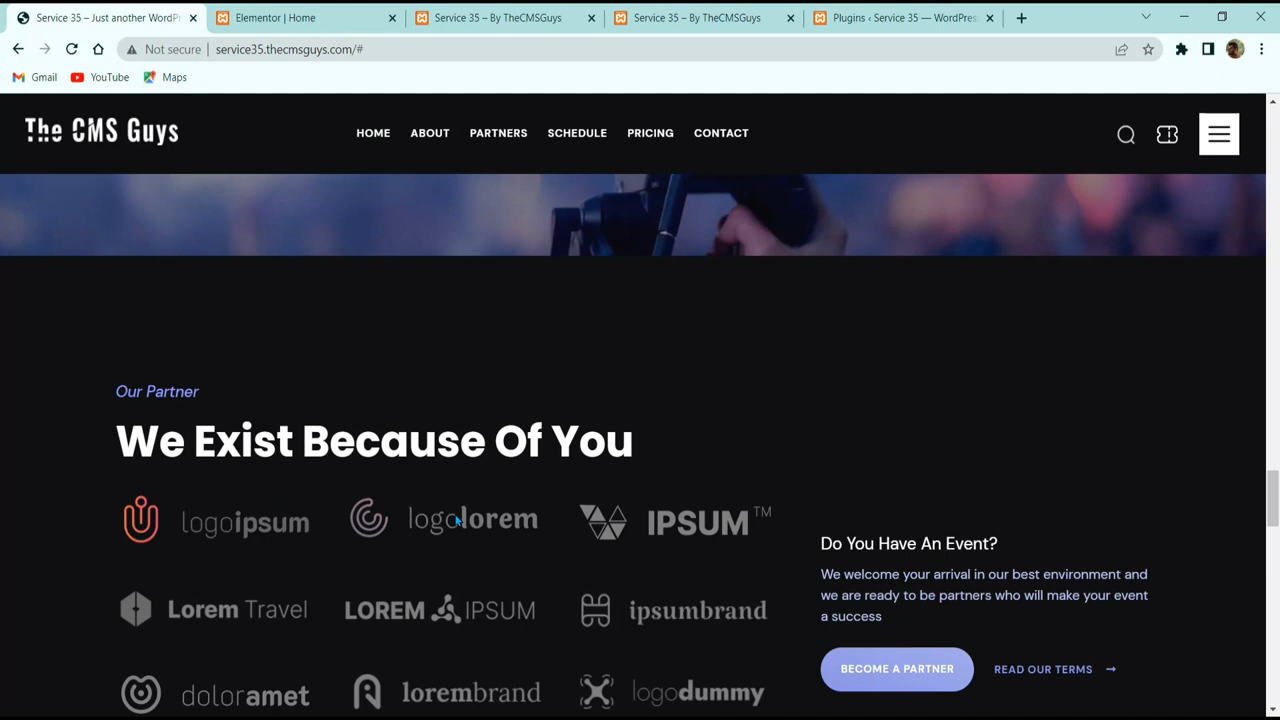 Service 35 – Just another WordPr
Elementor | Home
Service 35 – By TheCMSGuys
Service 35 – By TheCMSGuys
Plugins ‹ Service 35 — WordPres
Not secure
service35.thecmsguys.com/#
Gmail
YouTube
Maps
The CMS Guys
HOME
ABOUT
PARTNERS
SCHEDULE
PRICING
CONTACT
Our Partner
We Exist Because Of You
logoipsum
logolorem
IPSUM™
Lorem Travel
LOREM IPSUM
ipsumbrand
doloramet
lorembrand
logodummy
Do You Have An Event?
We welcome your arrival in our best environment and
we are ready to be partners who will make your event
a success
BECOME A PARTNER
READ OUR TERMS →